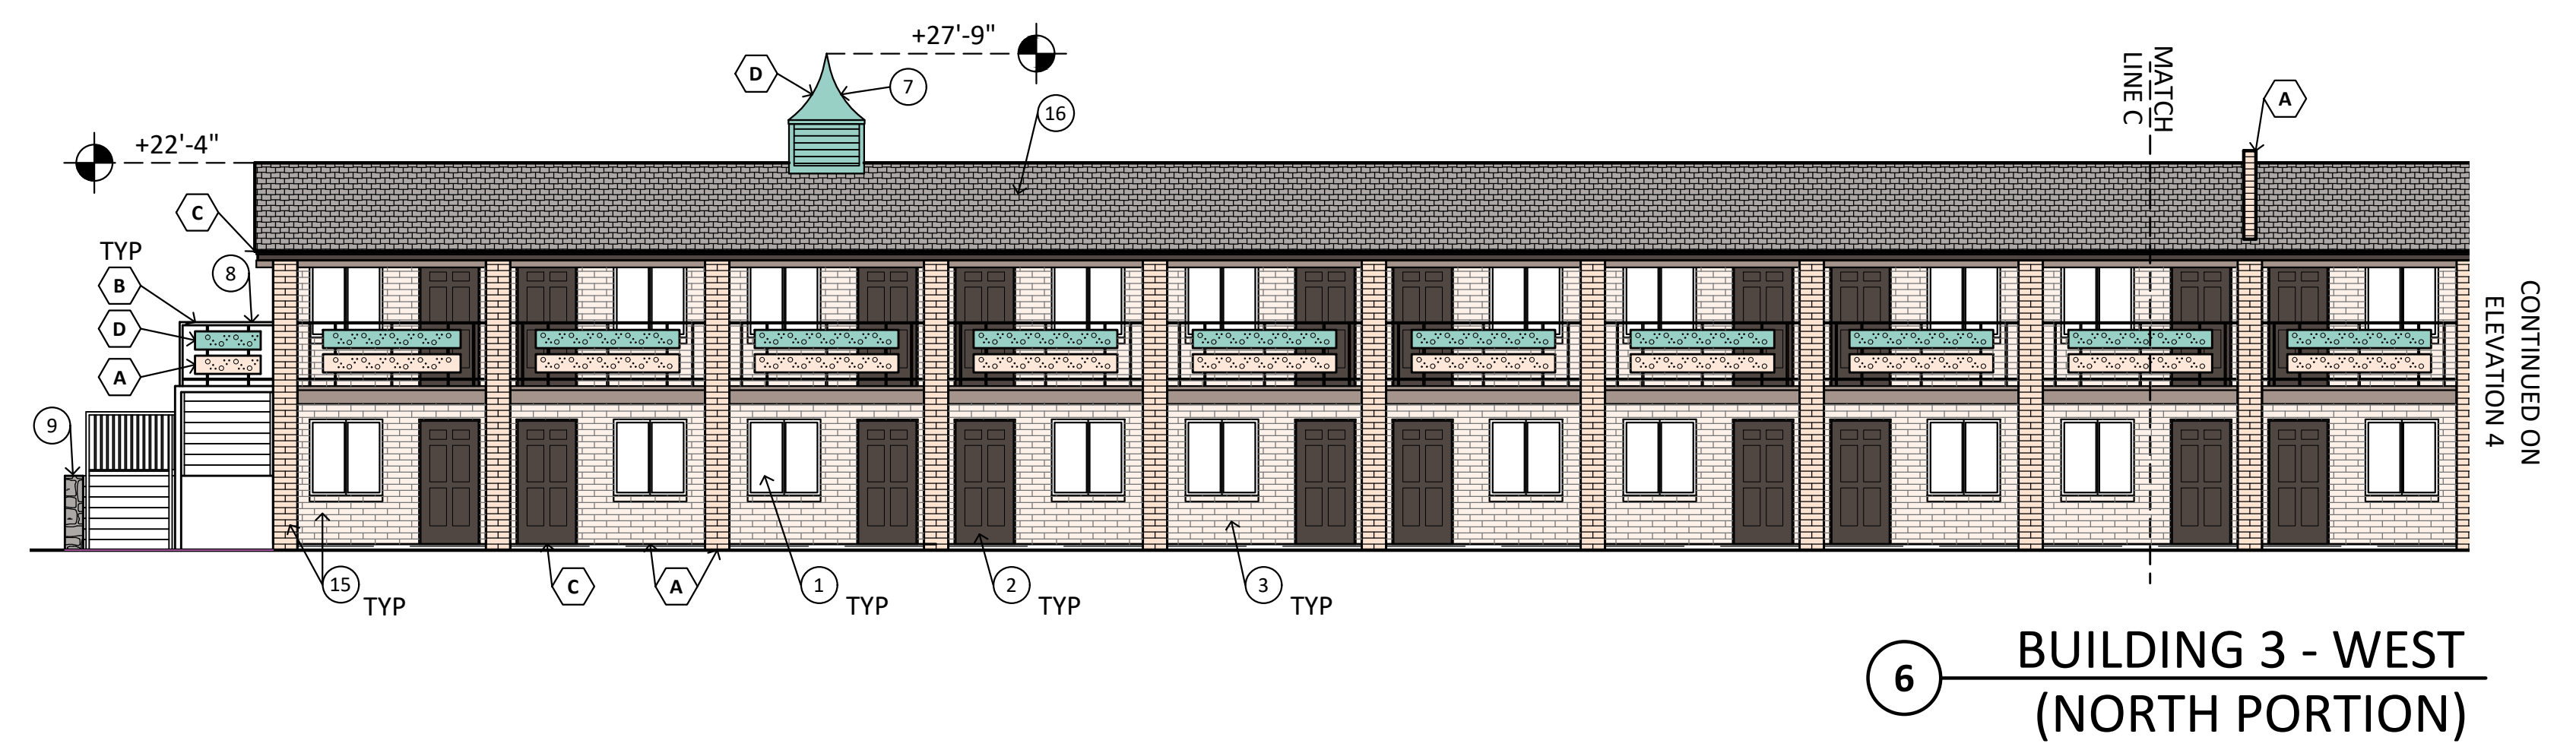 +27'-9"
D
7
16
MATCH
LINE C
A
+22'-4"
C
TYP
8
B
D
A
9
CONTINUED ON
ELEVATION 4
15
TYP
C
A
1
TYP
2
TYP
3
TYP
6
BUILDING 3 - WEST
(NORTH PORTION)